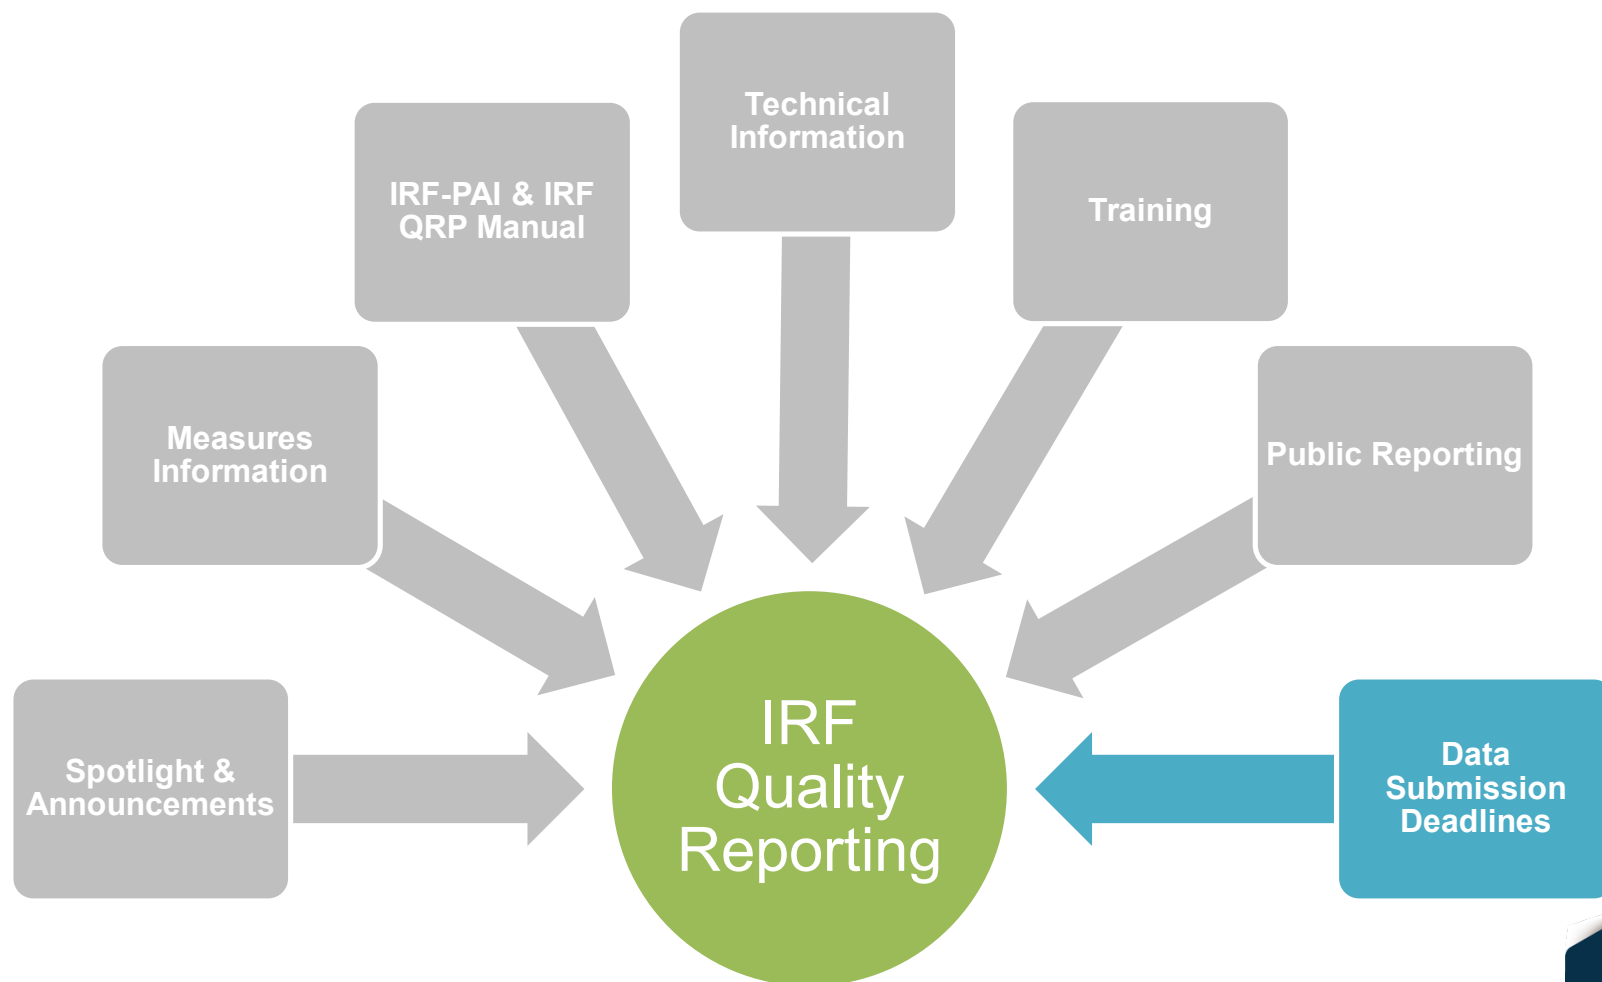 Technical
Information
IRF-PAI & IRF
QRP Manual
Training
Measures
Information
Public Reporting
Spotlight &
Announcements
IRF
Quality
Reporting
Data
Submission
Deadlines